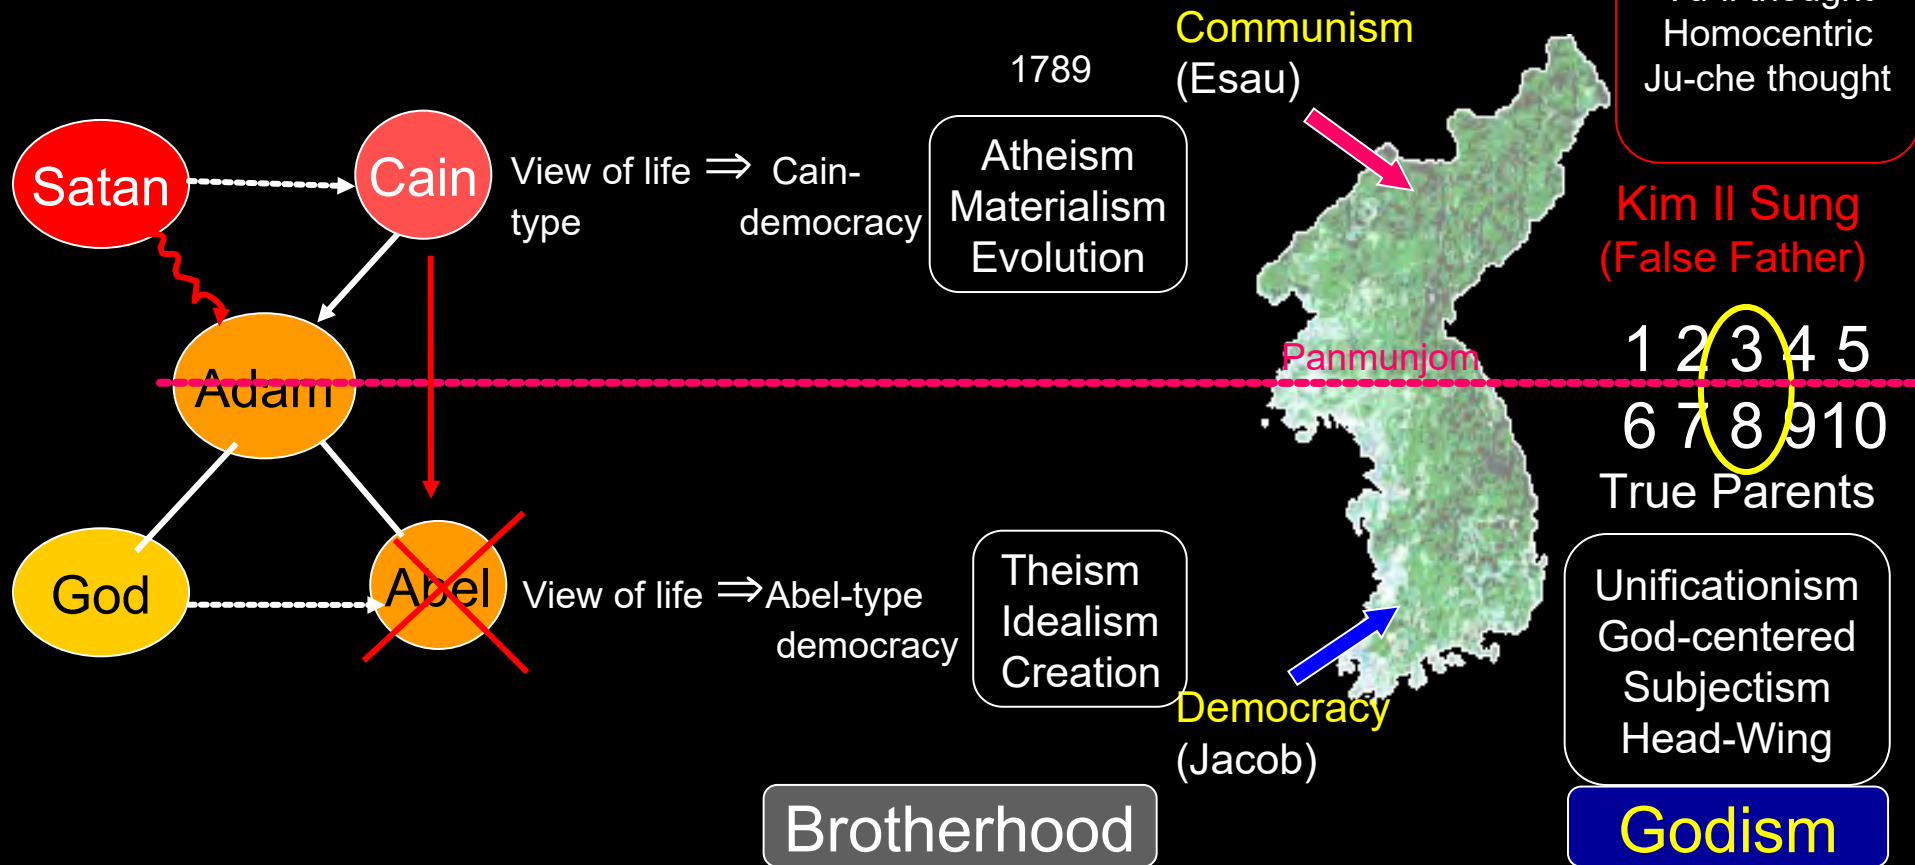 Homocentric
Ju-che thought
Communism
(Esau)
1789
Satan
Cain
View of life ⇒ Cain-
type
democracy
Atheism
Materialism
Evolution
Kim Il Sung
(False Father)
Adam
Panmunjom
1 2 3 4 5
6 7 8 9 10
True Parents
God
Abel
View of life ⇒ Abel-type
democracy
Theism
Idealism
Creation
Democracy
(Jacob)
Unificationism
God-centered
Subjectism
Head-Wing
Brotherhood
Godism